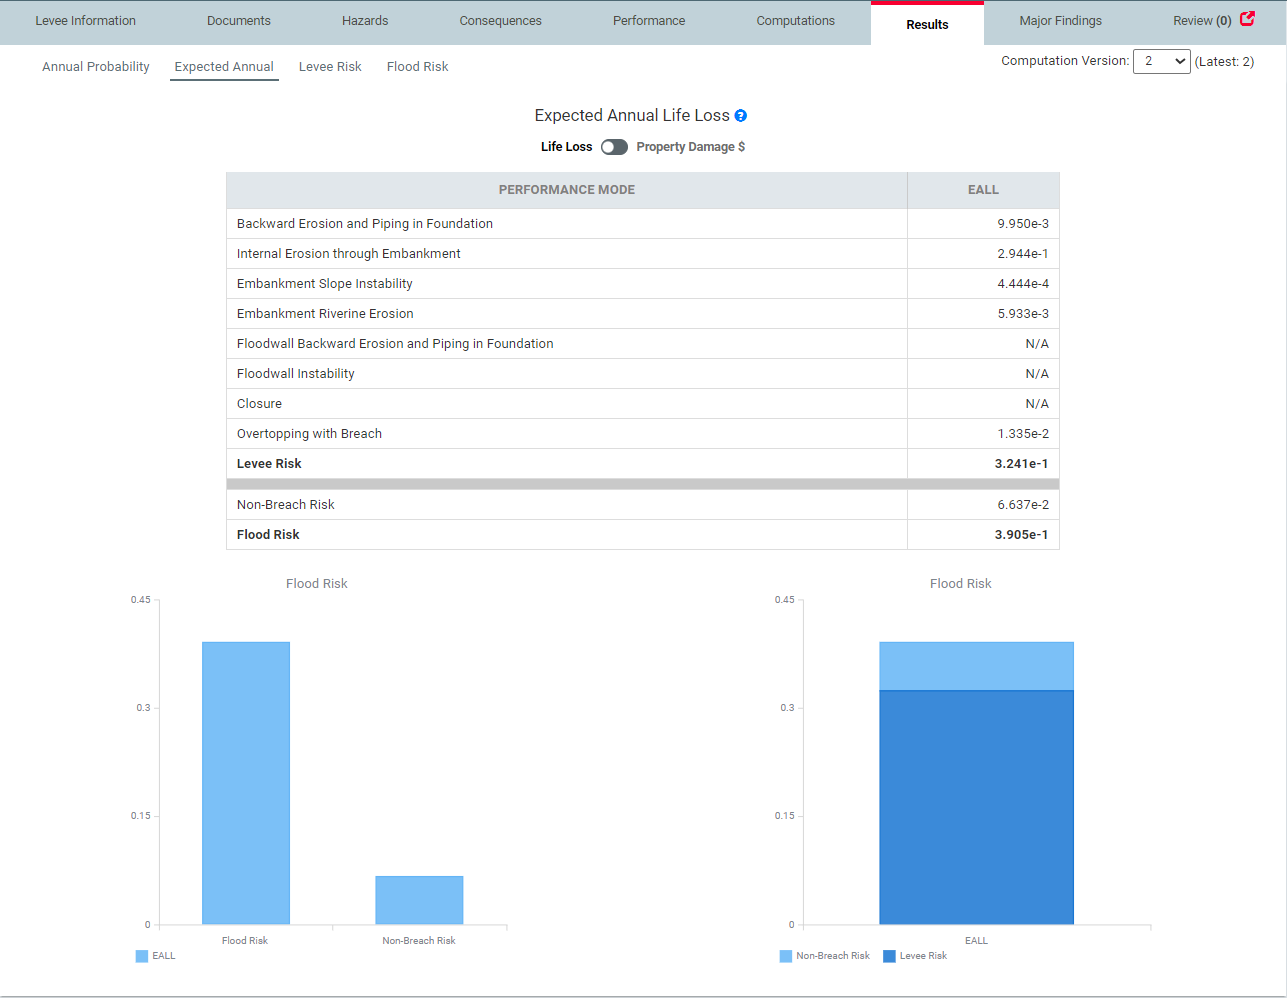 Levee Information Documents Hazards Consequences Performance Computations Results Major Findings Review (0)
Annual Probability Expected Annual Levee Risk Flood Risk Computation Version: 2 (Latest: 2)
Expected Annual Life Loss ?
Life Loss Property Damage $
PERFORMANCE MODE EALL
Backward Erosion and Piping in Foundation 9.950e-3
Internal Erosion through Embankment 2.944e-1
Embankment Slope Instability 4.444e-4
Embankment Riverine Erosion 5.933e-3
Floodwall Backward Erosion and Piping in Foundation N/A
Floodwall Instability N/A
Closure N/A
Overtopping with Breach 1.335e-2
Levee Risk 3.241e-1
Non-Breach Risk 6.637e-2
Flood Risk 3.905e-1
Flood Risk
0.45
0.3
0.15
0
Flood Risk Non-Breach Risk
EALL
Flood Risk
0.45
0.3
0.15
0
EALL
Non-Breach Risk Levee Risk